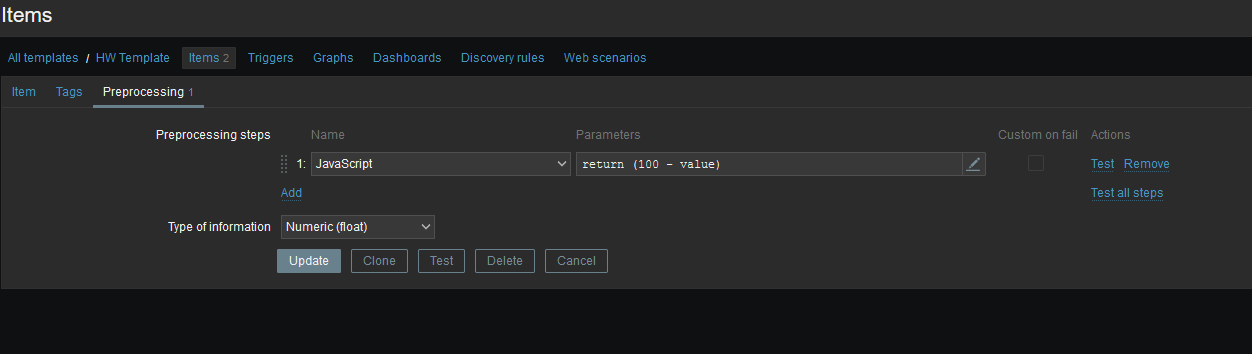 Items
All templates / HW Template Items 2 Triggers Graphs Dashboards Discovery rules Web scenarios
Item Tags Preprocessing 1
Preprocessing steps Name Parameters Custom on fail Actions
1: JavaScript return (100 - value) Test Remove
Add Test all steps
Type of information Numeric (float)
Update Clone Test Delete Cancel